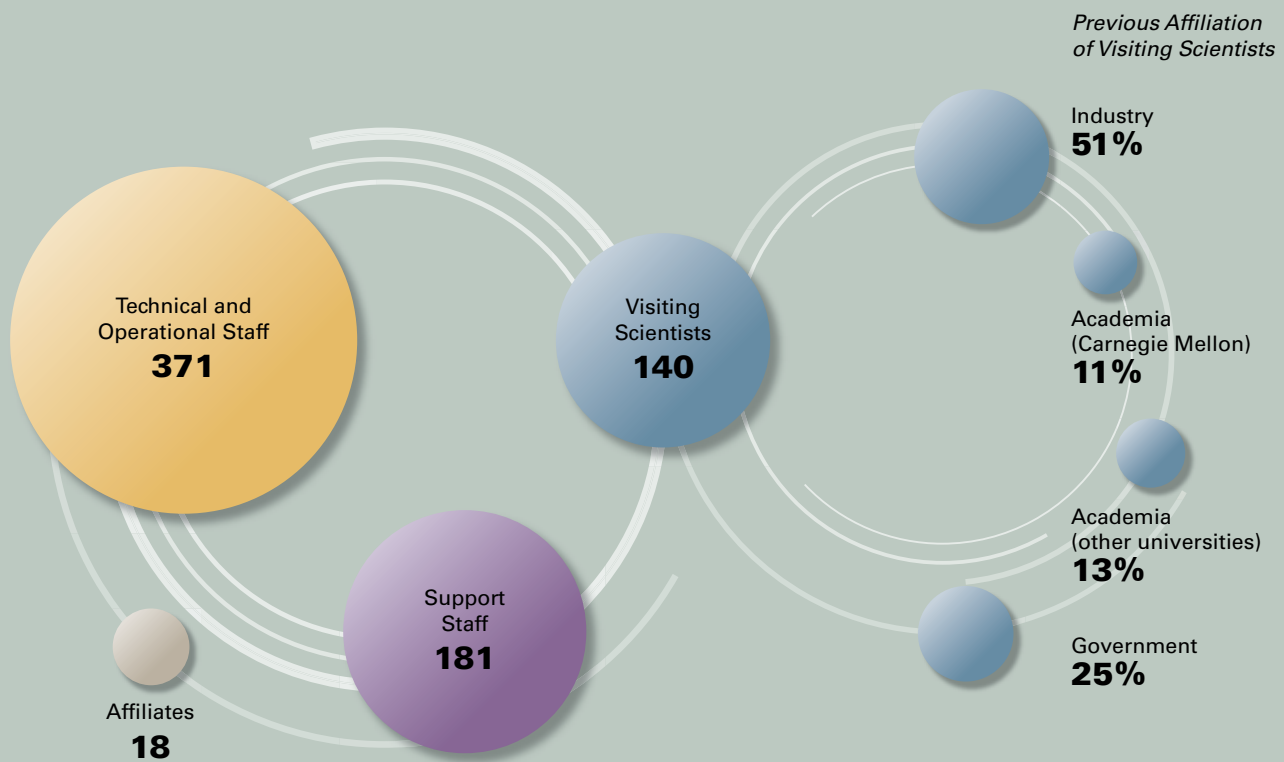 Previous Affiliation
of Visiting Scientists
Industry
51%
Academia
(Carnegie Mellon)
11%
Academia
(other universities)
13%
Government
25%
Technical and
Operational Staff
371
Visiting
Scientists
140
Support
Staff
181
Affiliates
18